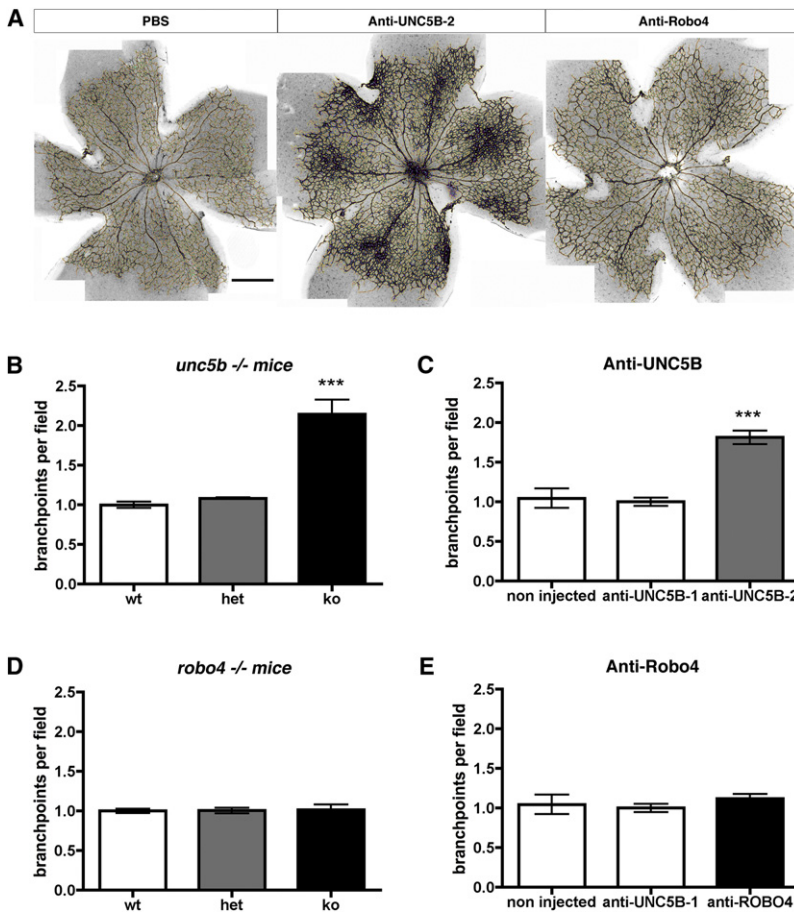 A
PBS
Anti-UNC5B-2
Anti-Robo4
B
unc5b -/- mice
branchpoints per field
2.5
2.0
1.5
1.0
0.5
0.0
***
wt
het
ko
C
Anti-UNC5B
branchpoints per field
2.5
2.0
1.5
1.0
0.5
0.0
***
non injected
anti-UNC5B-1
anti-UNC5B-2
D
robo4 -/- mice
branchpoints per field
2.5
2.0
1.5
1.0
0.5
0.0
wt
het
ko
E
Anti-Robo4
branchpoints per field
2.5
2.0
1.5
1.0
0.5
0.0
non injected
anti-UNC5B-1
anti-ROBO4